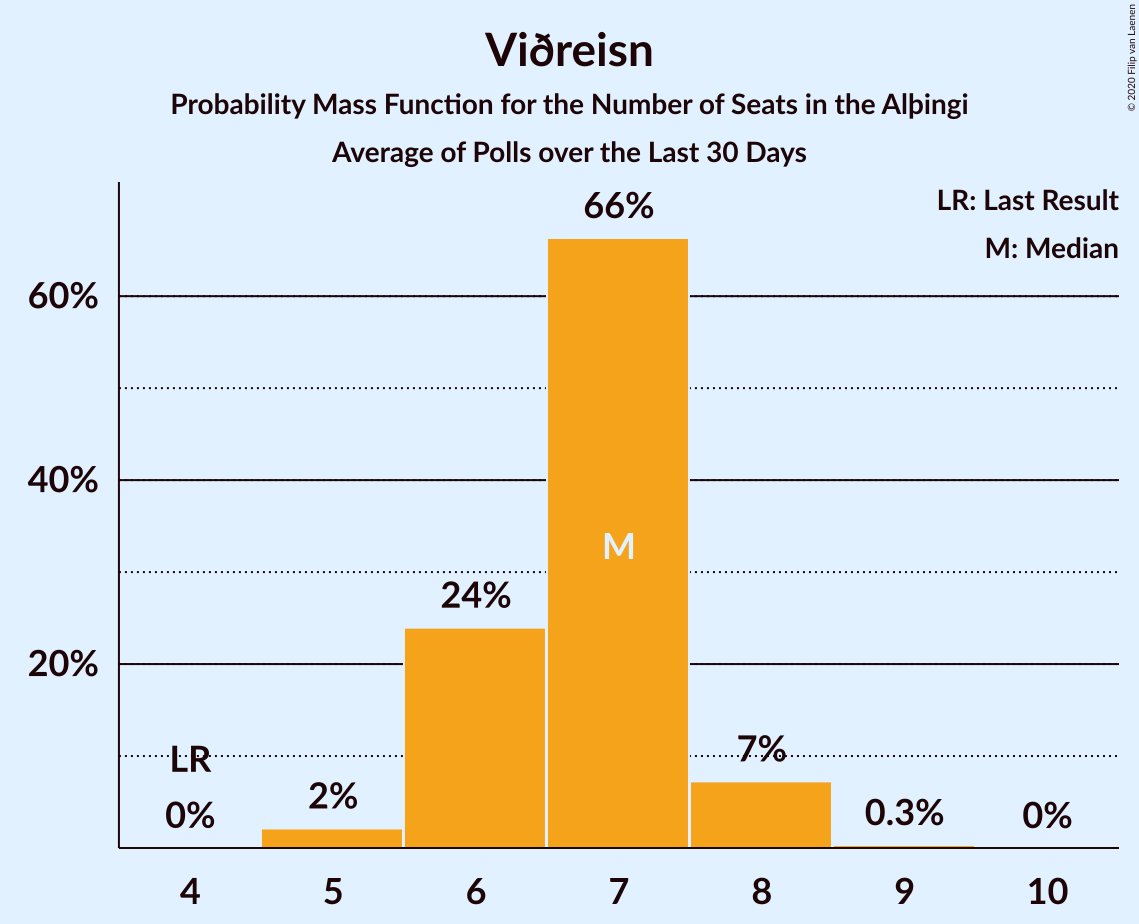 Viðreisn
Probability Mass Function for the Number of Seats in the Alþingi
Average of Polls over the Last 30 Days
© 2020 Filip van Laenen
LR: Last Result
M: Median
60%
40%
20%
LR
0%
2%
24%
66%
M
7%
0.3%
0%
4 5 6 7 8 9 10